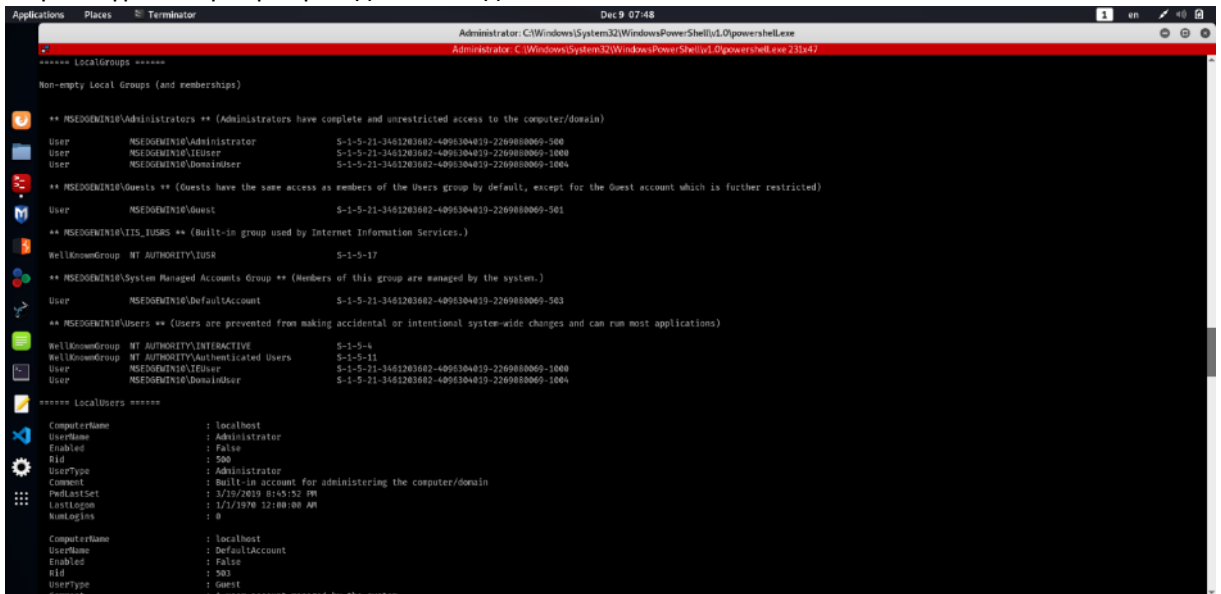 Applications Places Terminator Dec 9 07:48 1 en
Administrator: C:\Windows\System32\WindowsPowerShell\v1.0\powershell.exe
Administrator: C:\Windows\System32\WindowsPowerShell\v1.0\powershell.exe 231x47
====== LocalGroups ======
Non-empty Local Groups (and memberships)
** MSEDGEWIN10\Administrators ** (Administrators have complete and unrestricted access to the computer/domain)
User MSEDGEWIN10\Administrator S-1-5-21-3461203602-4096304019-2269080069-500
User MSEDGEWIN10\IEUser S-1-5-21-3461203602-4096304019-2269080069-1000
User MSEDGEWIN10\DomainUser S-1-5-21-3461203602-4096304019-2269080069-1004
** MSEDGEWIN10\Guests ** (Guests have the same access as members of the Users group by default, except for the Guest account which is further restricted)
User MSEDGEWIN10\Guest S-1-5-21-3461203602-4096304019-2269080069-501
** MSEDGEWIN10\IIS_IUSRS ** (Built-in group used by Internet Information Services.)
WellKnownGroup NT AUTHORITY\IUSR S-1-5-17
** MSEDGEWIN10\System Managed Accounts Group ** (Members of this group are managed by the system.)
User MSEDGEWIN10\DefaultAccount S-1-5-21-3461203602-4096304019-2269080069-503
** MSEDGEWIN10\Users ** (Users are prevented from making accidental or intentional system-wide changes and can run most applications)
WellKnownGroup NT AUTHORITY\INTERACTIVE S-1-5-4
WellKnownGroup NT AUTHORITY\Authenticated Users S-1-5-11
User MSEDGEWIN10\IEUser S-1-5-21-3461203602-4096304019-2269080069-1000
User MSEDGEWIN10\DomainUser S-1-5-21-3461203602-4096304019-2269080069-1004
====== LocalUsers ======
ComputerName : localhost
UserName : Administrator
Enabled : False
Rid : 500
UserType : Administrator
Comment : Built-in account for administering the computer/domain
PwdLastSet : 3/19/2019 8:45:52 PM
LastLogon : 1/1/1970 12:00:00 AM
NumLogins : 0
ComputerName : localhost
UserName : DefaultAccount
Enabled : False
Rid : 503
UserType : Guest